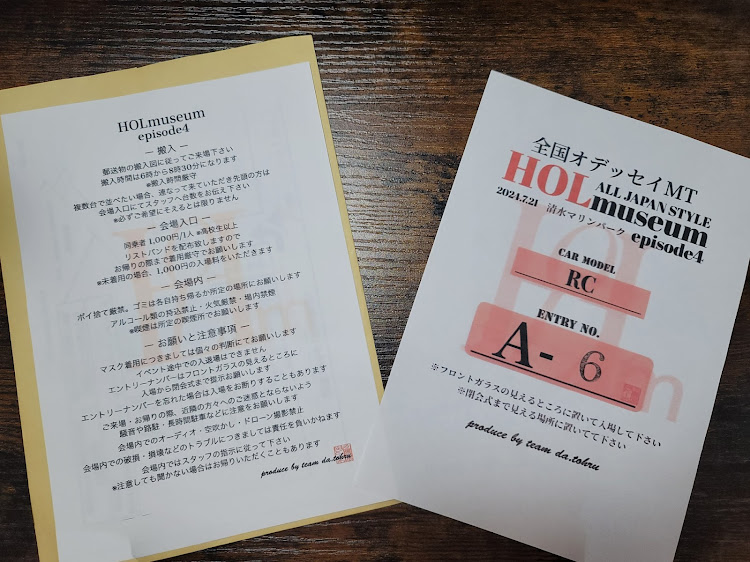 HOLmuseum
episode4
― 搬入 ―
郵送物の搬入図に従ってご来場下さい
搬入時間は6時から8時30分になります
※搬入時間厳守
複数台で並べたい場合、連なって来ていただき先頭の方は
会場入口にてスタッフへ台数をお伝え下さい
※必ずご希望にそえるとは限りません
― 会場入口 ―
同乗者 1,000円/1人 ※高校生以上
リストバンドを配布致しますので
お帰りの際まで着用厳守でお願いします
※未着用の場合、1,000円の入場料をいただきます
― 会場内 ―
ポイ捨て厳禁。ゴミは各自持ち帰るか所定の場所にお願いします
アルコール類の持込禁止・火気厳禁・場内禁煙
※喫煙は所定の喫煙所でお願いします
― お願いと注意事項 ―
マスク着用につきましては個々の判断にてお願いします
イベント途中での入退場はできません
エントリーナンバーはフロントガラスの見えるところに
入場から閉会式まで提示お願いします
エントリーナンバーを忘れた場合は入場をお断りすることもあります
ご来場・お帰りの際、近隣の方々へのご迷惑とならないよう
騒音や路駐・長時間駐車などに注意をお願いします
会場内でのオーディオ・空吹かし・ドローン撮影禁止
会場内での破損・損壊などのトラブルにつきましては責任を負いかねます
会場内ではスタッフの指示に従って下さい
※注意しても聞かない場合はお帰りいただくこともあります
produce by team da.tohru
全国オデッセイMT
HOLmuseum
ALL JAPAN STYLE
2024.7.21 清水マリンパーク episode4
CAR MODEL
RC
ENTRY NO.
A- 6
※フロントガラスの見えるところに置いて入場して下さい
※閉会式まで見える場所に置いてて下さい
produce by team da.tohru